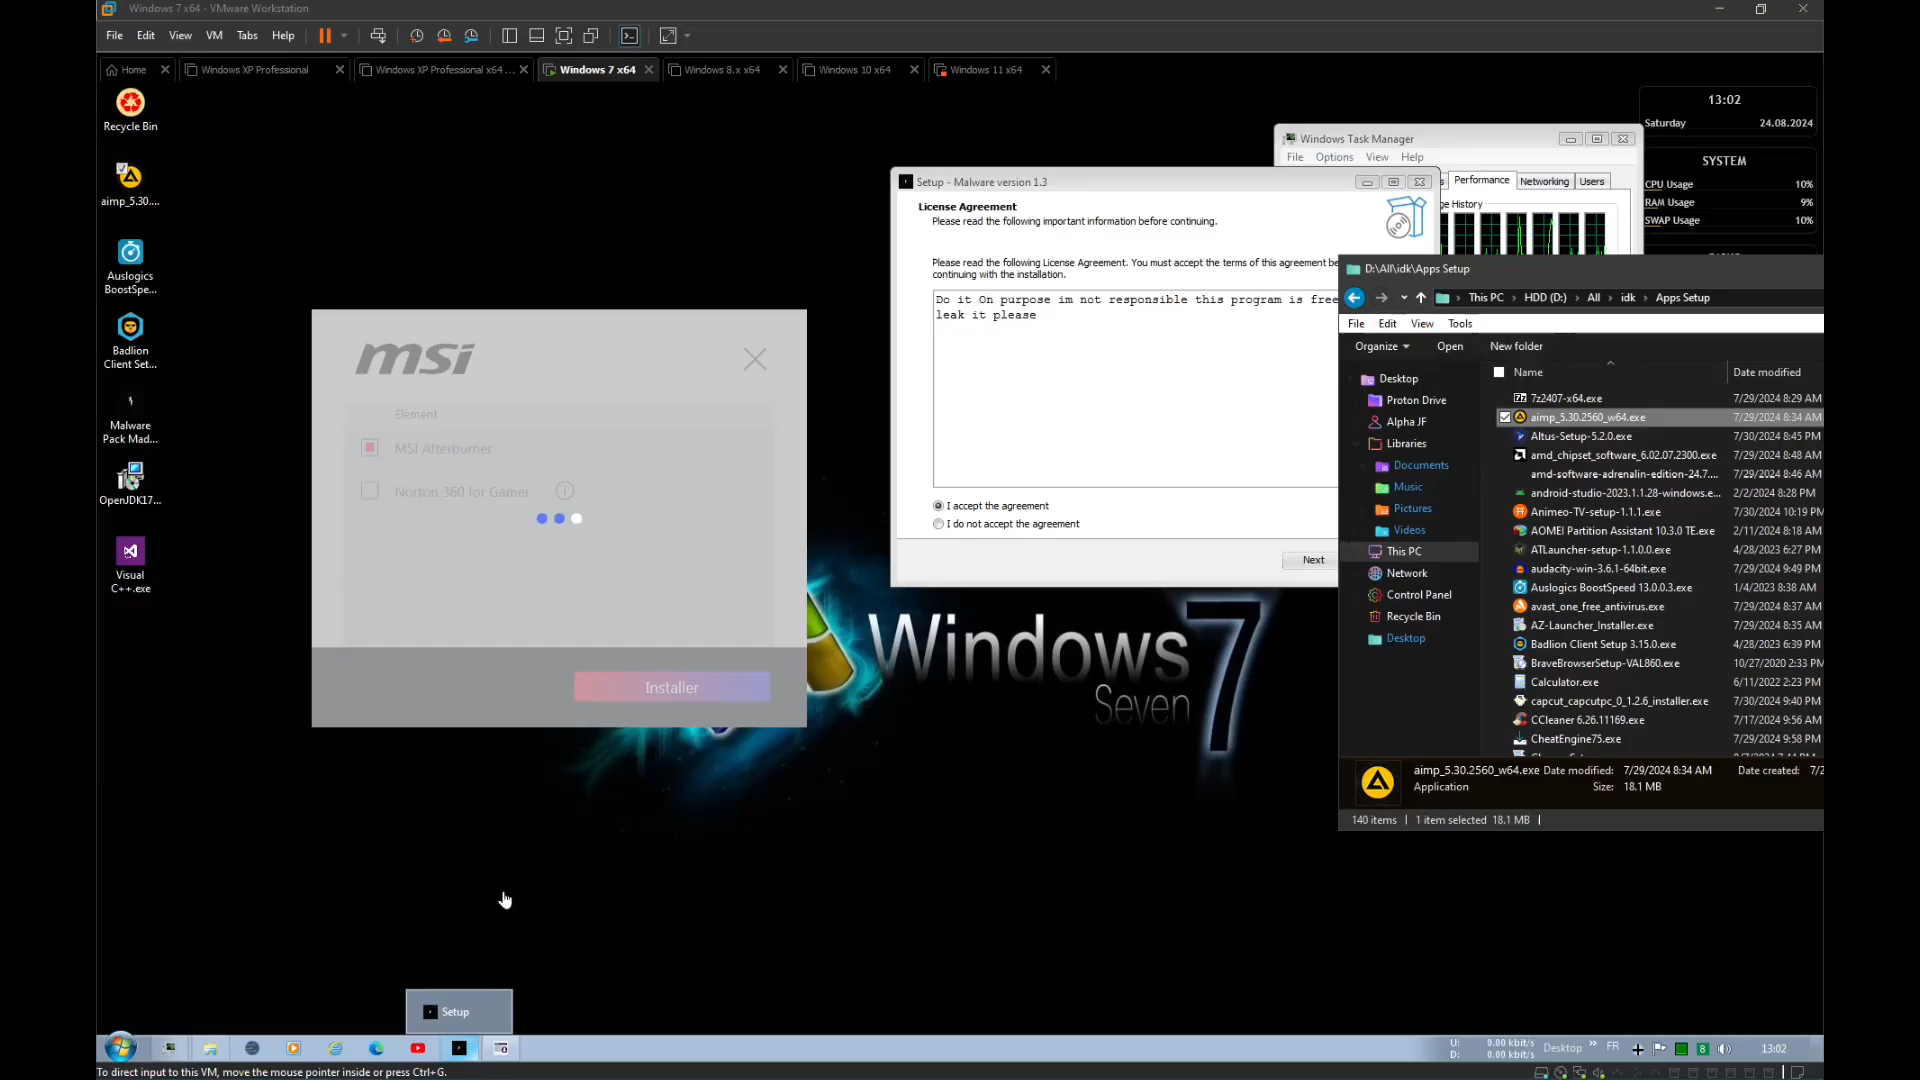 Windows 7 x64 - VMware Workstation
File Edit View VM Tabs Help
Home
Windows XP Professional
Windows XP Professional x64 ...
Windows 7 x64
Windows 8.x x64
Windows 10 x64
Windows 11 x64
Recycle Bin
aimp_5.30....
Auslogics
BoostSpe...
Badlion
Client Set...
Malware
Pack Mad...
OpenJDK17...
Visual
C++.exe
13:02
Saturday 24.08.2024
SYSTEM
CPU Usage 10%
RAM Usage 9%
SWAP Usage 10%
Windows Task Manager
File Options View Help
Performance Networking Users
ge History
Setup - Malware version 1.3
License Agreement
Please read the following important information before continuing.
Please read the following License Agreement. You must accept the terms of this agreement be
continuing with the installation.
Do it On purpose im not responsible this program is free
leak it please
I accept the agreement
I do not accept the agreement
Next
msi
Élément
MSI Afterburner
Norton 360 for Gamer
Installer
Windows 7
Seven
D:\All\idk\Apps Setup
This PC > HDD (D:) > All > idk > Apps Setup
File Edit View Tools
Organize Open New folder
Desktop
Proton Drive
Alpha JF
Libraries
Documents
Music
Pictures
Videos
This PC
Network
Control Panel
Recycle Bin
Desktop
Name Date modified
7z2407-x64.exe 7/29/2024 8:29 AM
aimp_5.30.2560_w64.exe 7/29/2024 8:34 AM
Altus-Setup-5.2.0.exe 7/30/2024 8:45 PM
amd_chipset_software_6.02.07.2300.exe 7/29/2024 8:48 AM
amd-software-adrenalin-edition-24.7.... 7/29/2024 8:46 AM
android-studio-2023.1.1.28-windows.e... 2/2/2024 8:28 PM
Animeo-TV-setup-1.1.1.exe 7/30/2024 10:19 PM
AOMEI Partition Assistant 10.3.0 TE.exe 2/11/2024 8:18 AM
ATLauncher-setup-1.1.0.0.exe 4/28/2023 6:27 PM
audacity-win-3.6.1-64bit.exe 7/29/2024 9:49 PM
Auslogics BoostSpeed 13.0.0.3.exe 1/4/2023 8:38 AM
avast_one_free_antivirus.exe 7/29/2024 8:37 AM
AZ-Launcher_Installer.exe 7/29/2024 8:35 AM
Badlion Client Setup 3.15.0.exe 4/28/2023 6:39 PM
BraveBrowserSetup-VAL860.exe 10/27/2020 2:33 PM
Calculator.exe 6/11/2022 2:23 PM
capcut_capcutpc_0_1.2.6_installer.exe 7/30/2024 9:40 PM
CCleaner 6.26.11169.exe 7/17/2024 9:56 AM
CheatEngine75.exe 7/29/2024 9:58 PM
aimp_5.30.2560_w64.exe Date modified: 7/29/2024 8:34 AM Date created: 7/2
Application Size: 18.1 MB
140 items 1 item selected 18.1 MB
Setup
U: 0.00 kbit/s
D: 0.00 kbit/s
Desktop » FR 8 13:02
To direct input to this VM, move the mouse pointer inside or press Ctrl+G.